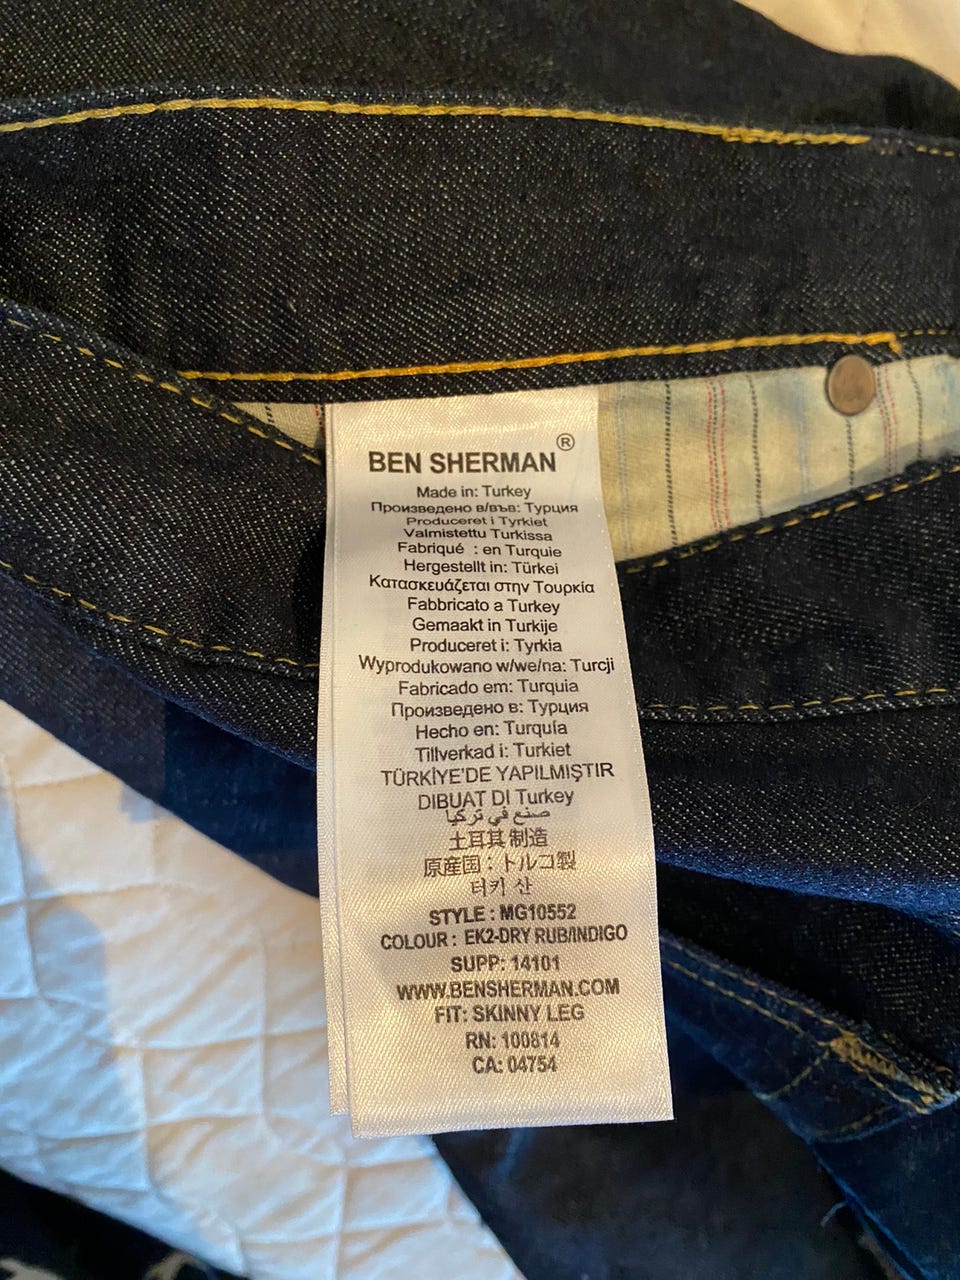 BEN SHERMAN®
Made in: Turkey
Произведено в/във: Турция
Produceret i Tyrkiet
Valmistettu Turkissa
Fabriqué : en Turquie
Hergestellt in: Türkei
Κατασκευάζεται στην Τουρκία
Fabbricato a Turkey
Gemaakt in Turkije
Produceret i: Tyrkia
Wyprodukowano w/we/na: Turcji
Fabricado em: Turquia
Произведено в: Турция
Hecho en: Turquía
Tillverkad i: Turkiet
TÜRKİYE'DE YAPILMIŞTIR
DIBUAT DI Turkey
صنع في تركيا
土耳其 制造
原産国：トルコ製
터키 산
STYLE : MG10552
COLOUR : EK2-DRY RUB/INDIGO
SUPP: 14101
WWW.BENSHERMAN.COM
FIT: SKINNY LEG
RN: 100814
CA: 04754